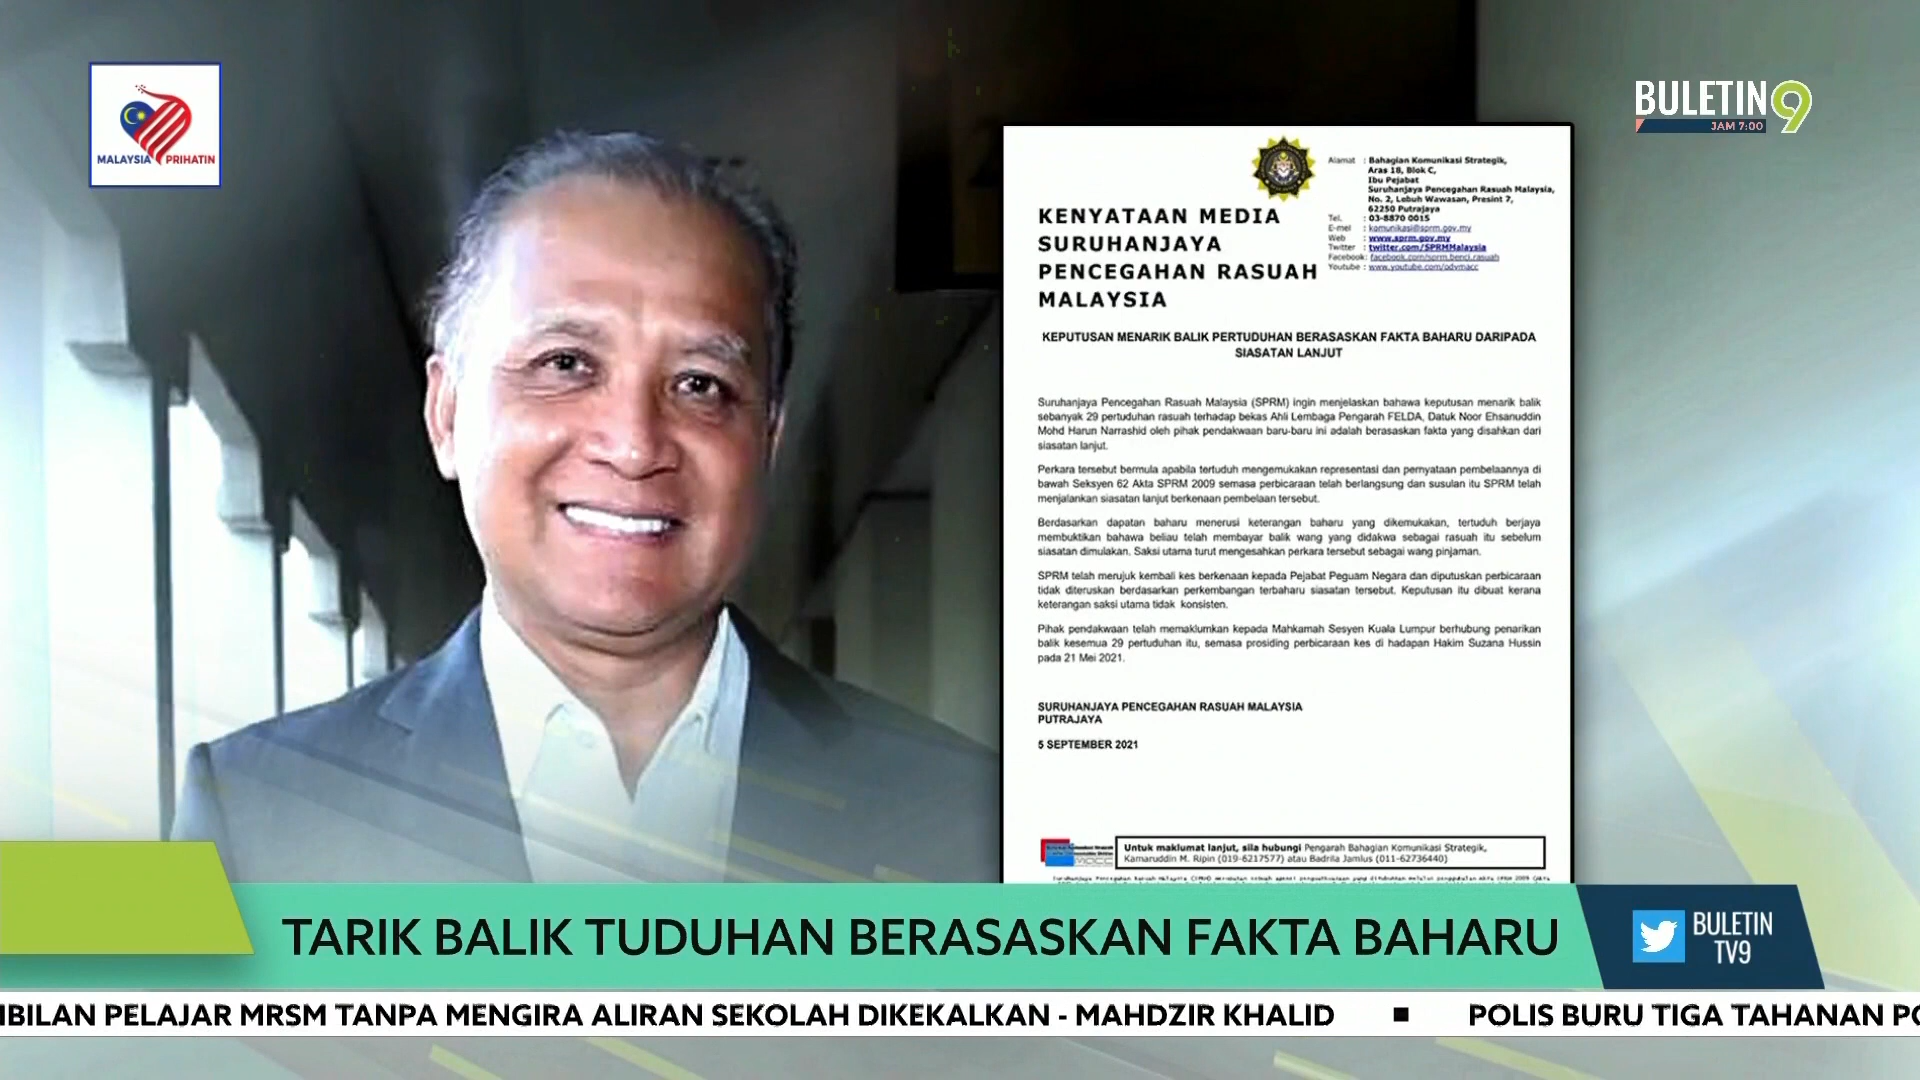 MALAYSIA PRIHATIN
BULETIN 9
JAM 7:00
Alamat : Bahagian Komunikasi Strategik,
Aras 18, Blok C,
Ibu Pejabat
Suruhanjaya Pencegahan Rasuah Malaysia,
No. 2, Lebuh Wawasan, Presint 7,
62250 Putrajaya
Tel. : 03-8870 0015
E-mel : komunikasi@sprm.gov.my
Web : www.sprm.gov.my
Twitter : twitter.com/SPRMMalaysia
Facebook: facebook.com/sprm.benci.rasuah
Youtube : www.youtube.com/odvmacc
KENYATAAN MEDIA
SURUHANJAYA
PENCEGAHAN RASUAH
MALAYSIA
KEPUTUSAN MENARIK BALIK PERTUDUHAN BERASASKAN FAKTA BAHARU DARIPADA
SIASATAN LANJUT
Suruhanjaya Pencegahan Rasuah Malaysia (SPRM) ingin menjelaskan bahawa keputusan menarik balik
sebanyak 29 pertuduhan rasuah terhadap bekas Ahli Lembaga Pengarah FELDA, Datuk Noor Ehsanuddin
Mohd Harun Narrashid oleh pihak pendakwaan baru-baru ini adalah berasaskan fakta yang disahkan dari
siasatan lanjut.
Perkara tersebut bermula apabila tertuduh mengemukakan representasi dan pernyataan pembelaannya di
bawah Seksyen 62 Akta SPRM 2009 semasa perbicaraan telah berlangsung dan susulan itu SPRM telah
menjalankan siasatan lanjut berkenaan pembelaan tersebut.
Berdasarkan dapatan baharu menerusi keterangan baharu yang dikemukakan, tertuduh berjaya
membuktikan bahawa beliau telah membayar balik wang yang didakwa sebagai rasuah itu sebelum
siasatan dimulakan. Saksi utama turut mengesahkan perkara tersebut sebagai wang pinjaman.
SPRM telah merujuk kembali kes berkenaan kepada Pejabat Peguam Negara dan diputuskan perbicaraan
tidak diteruskan berdasarkan perkembangan terbaharu siasatan tersebut. Keputusan itu dibuat kerana
keterangan saksi utama tidak konsisten.
Pihak pendakwaan telah memaklumkan kepada Mahkamah Sesyen Kuala Lumpur berhubung penarikan
balik kesemua 29 pertuduhan itu, semasa prosiding perbicaraan kes di hadapan Hakim Suzana Hussin
pada 21 Mei 2021.
SURUHANJAYA PENCEGAHAN RASUAH MALAYSIA
PUTRAJAYA
5 SEPTEMBER 2021
Untuk maklumat lanjut, sila hubungi Pengarah Bahagian Komunikasi Strategik,
Kamaruddin M. Ripin (019-6217577) atau Badrila Jamlus (011-62736440)
TARIK BALIK TUDUHAN BERASASKAN FAKTA BAHARU
BULETIN
TV9
IBILAN PELAJAR MRSM TANPA MENGIRA ALIRAN SEKOLAH DIKEKALKAN - MAHDZIR KHALID ■ POLIS BURU TIGA TAHANAN PO